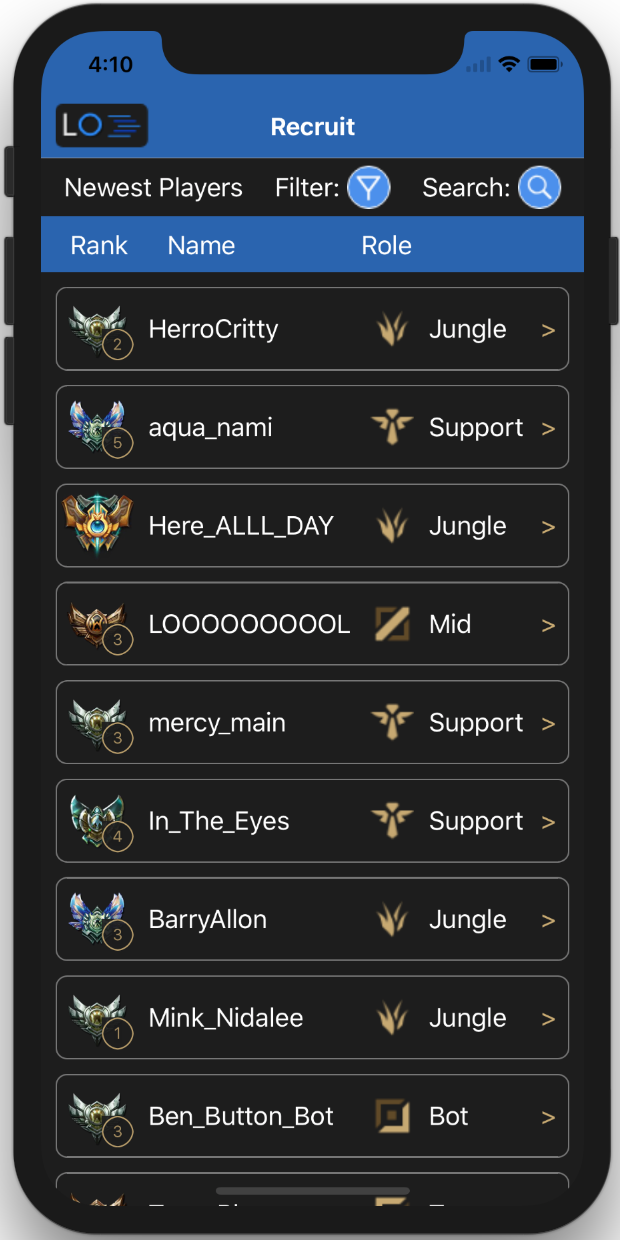 4:10
LO
Recruit
Newest Players Filter: Search:
Rank Name Role
2 HerroCritty Jungle >
5 aqua_nami Support >
Here_ALLL_DAY Jungle >
3 LOOOOOOOOOL Mid >
3 mercy_main Support >
4 In_The_Eyes Support >
3 BarryAllon Jungle >
1 Mink_Nidalee Jungle >
3 Ben_Button_Bot Bot >